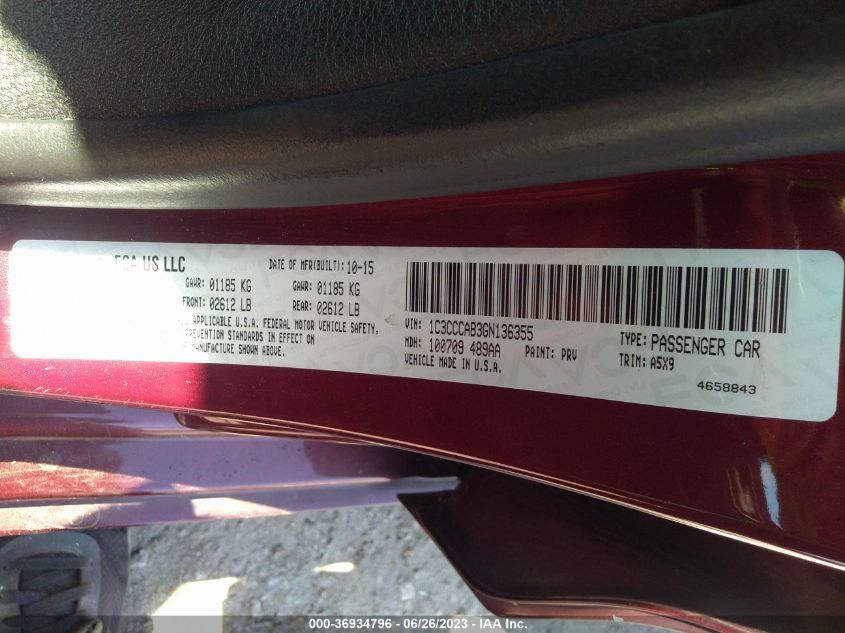 FCA US LLC
DATE OF MFR(BUILT): 10-15
GAWR: 01185 KG
GAWR: 01185 KG
FRONT: 02612 LB
REAR: 02612 LB
APPLICABLE U.S.A. FEDERAL MOTOR VEHICLE SAFETY,
PREVENTION STANDARDS IN EFFECT ON
MANUFACTURE SHOWN ABOVE.
VIN: 1C3CCCAB3GN136355
TYPE: PASSENGER CAR
MDH: 100709 489AA
PAINT: PRV
TRIM: A5X9
VEHICLE MADE IN U.S.A.
4658843
000-36934796 - 06/26/2023 - IAA Inc.